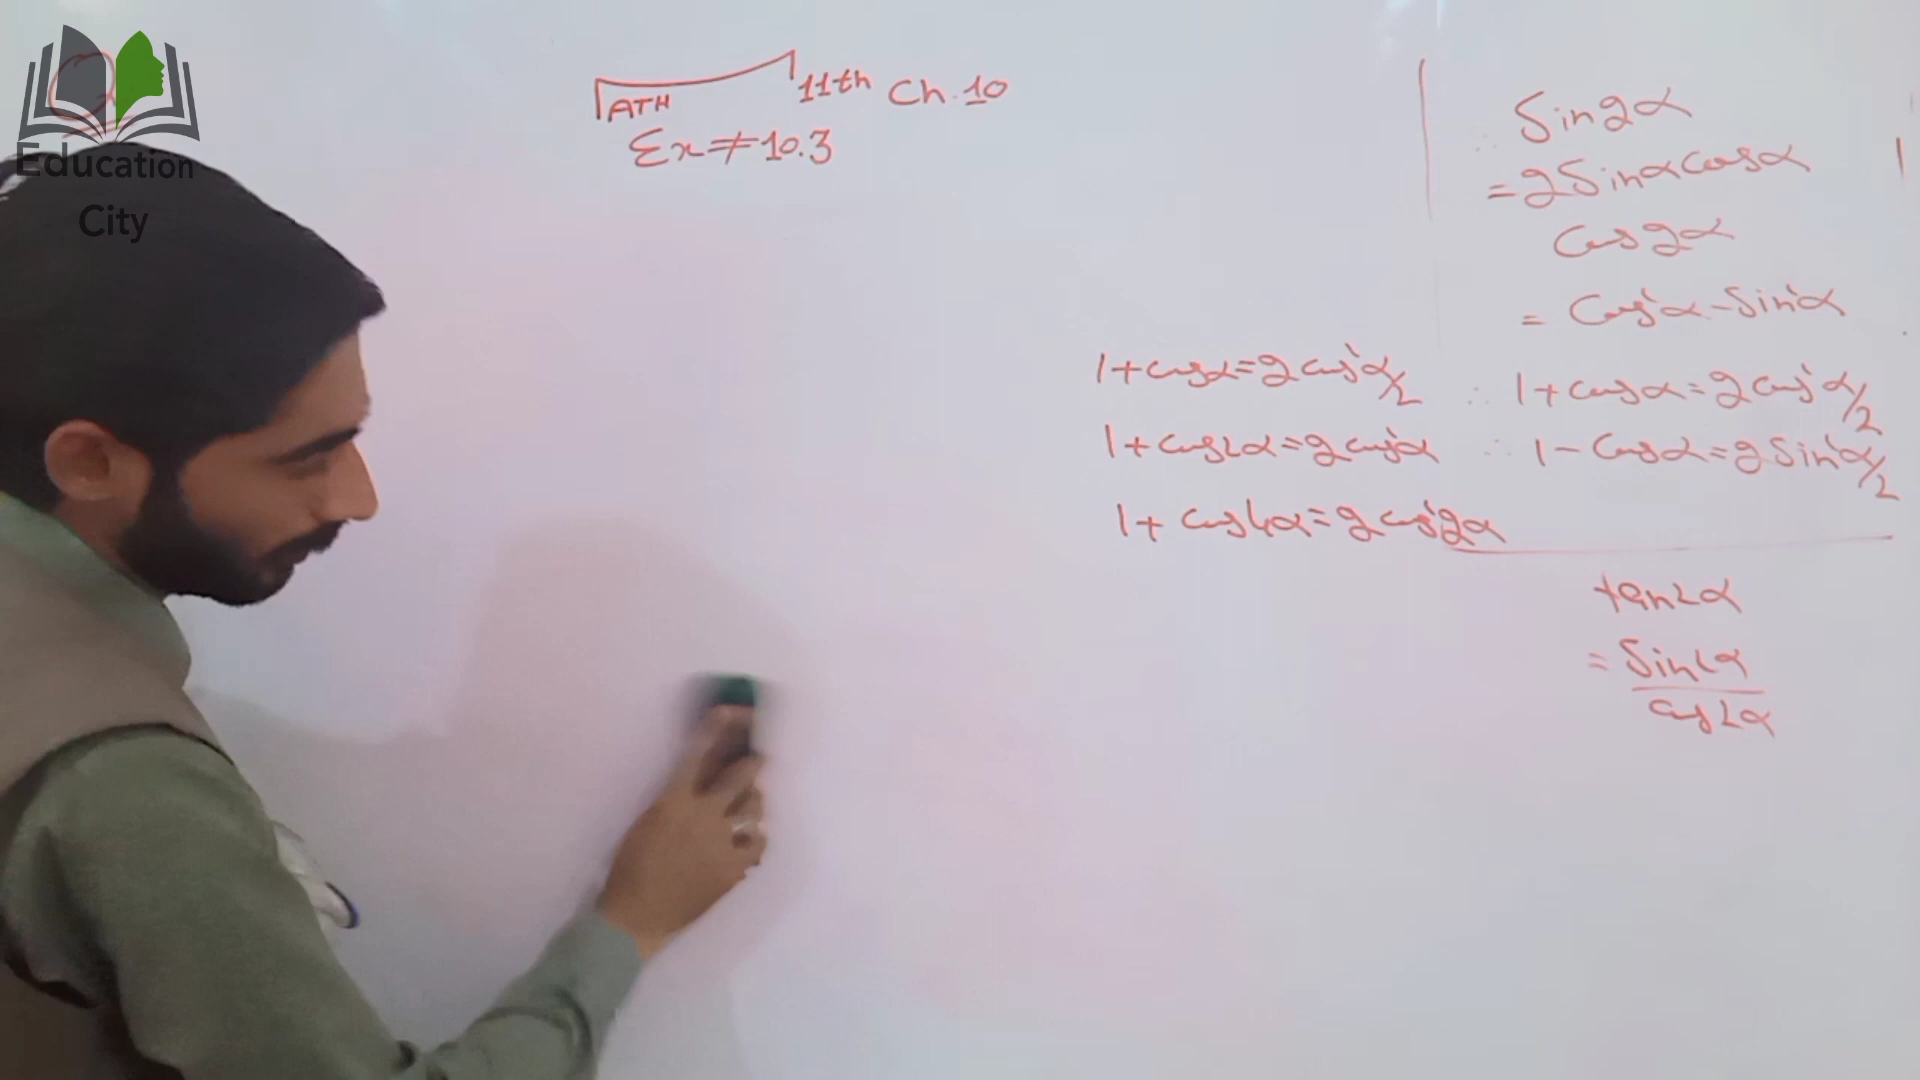 Education
City
MATH 11th Ch.10
Ex≠10.3
Sin2α
=2SinαCosα
Cos2α
= Cos²α-Sin²α
1+cosα=2cos²α/2
1+cos2α=2cos²α
1+cos4α=2cos²2α
∴ 1+cosα=2cos²α/2
∴ 1-Cosα=2Sin²α/2
tan2α
= Sin2α
cos2α